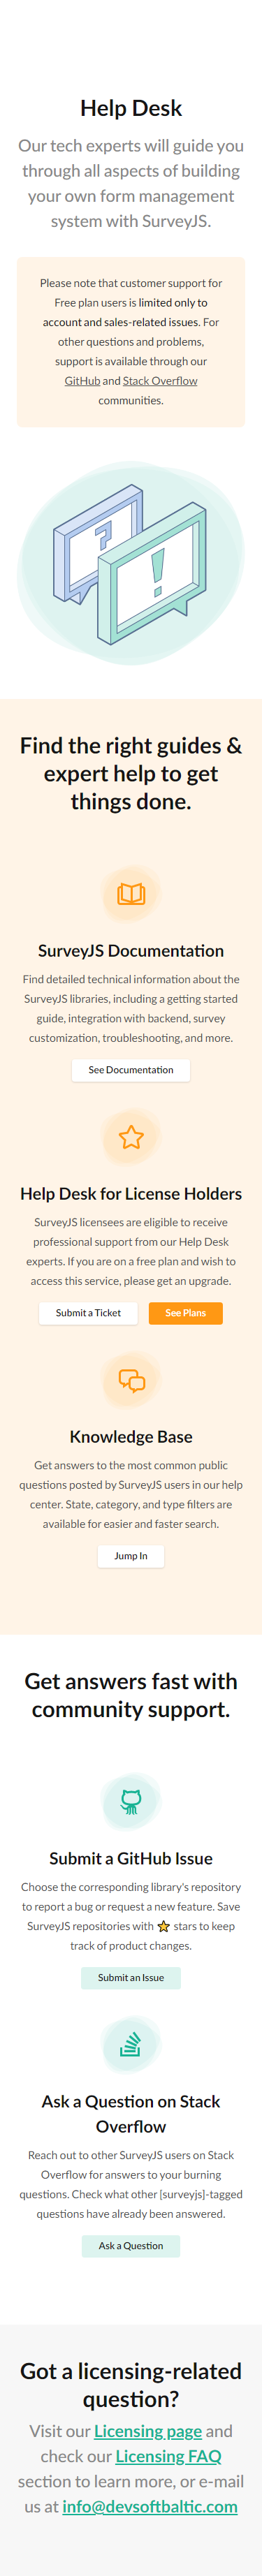 Help Desk
Our tech experts will guide you
through all aspects of building
your own form management
system with SurveyJS.
Please note that customer support for
Free plan users is limited only to
account and sales-related issues. For
other questions and problems,
support is available through our
GitHub and Stack Overflow
communities.
?
!
Find the right guides &
expert help to get
things done.
SurveyJS Documentation
Find detailed technical information about the
SurveyJS libraries, including a getting started
guide, integration with backend, survey
customization, troubleshooting, and more.
See Documentation
Help Desk for License Holders
SurveyJS licensees are eligible to receive
professional support from our Help Desk
experts. If you are on a free plan and wish to
access this service, please get an upgrade.
Submit a Ticket See Plans
Knowledge Base
Get answers to the most common public
questions posted by SurveyJS users in our help
center. State, category, and type filters are
available for easier and faster search.
Jump In
Get answers fast with
community support.
Submit a GitHub Issue
Choose the corresponding library's repository
to report a bug or request a new feature. Save
SurveyJS repositories with ⭐ stars to keep
track of product changes.
Submit an Issue
Ask a Question on Stack
Overflow
Reach out to other SurveyJS users on Stack
Overflow for answers to your burning
questions. Check what other [surveyjs]-tagged
questions have already been answered.
Ask a Question
Got a licensing-related
question?
Visit our Licensing page and
check our Licensing FAQ
section to learn more, or e-mail
us at info@devsoftbaltic.com